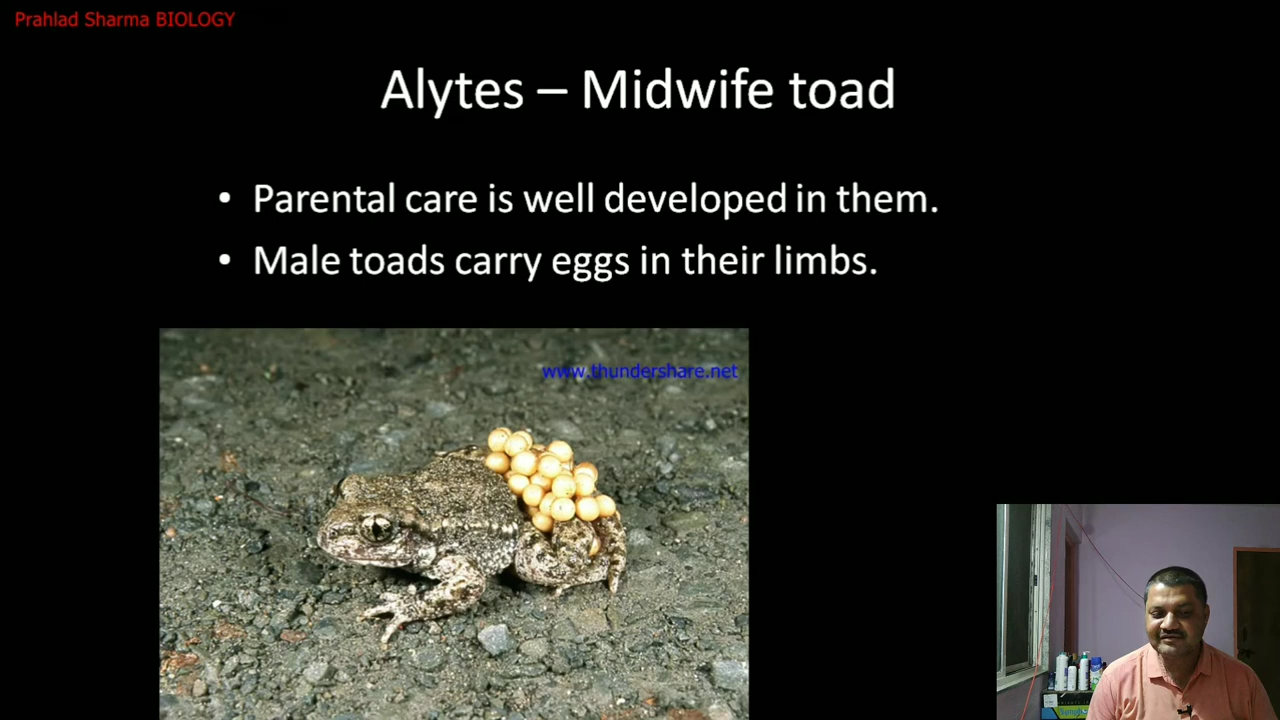 Prahlad Sharma BIOLOGY
Alytes – Midwife toad
• Parental care is well developed in them.
• Male toads carry eggs in their limbs.
www.thundershare.net